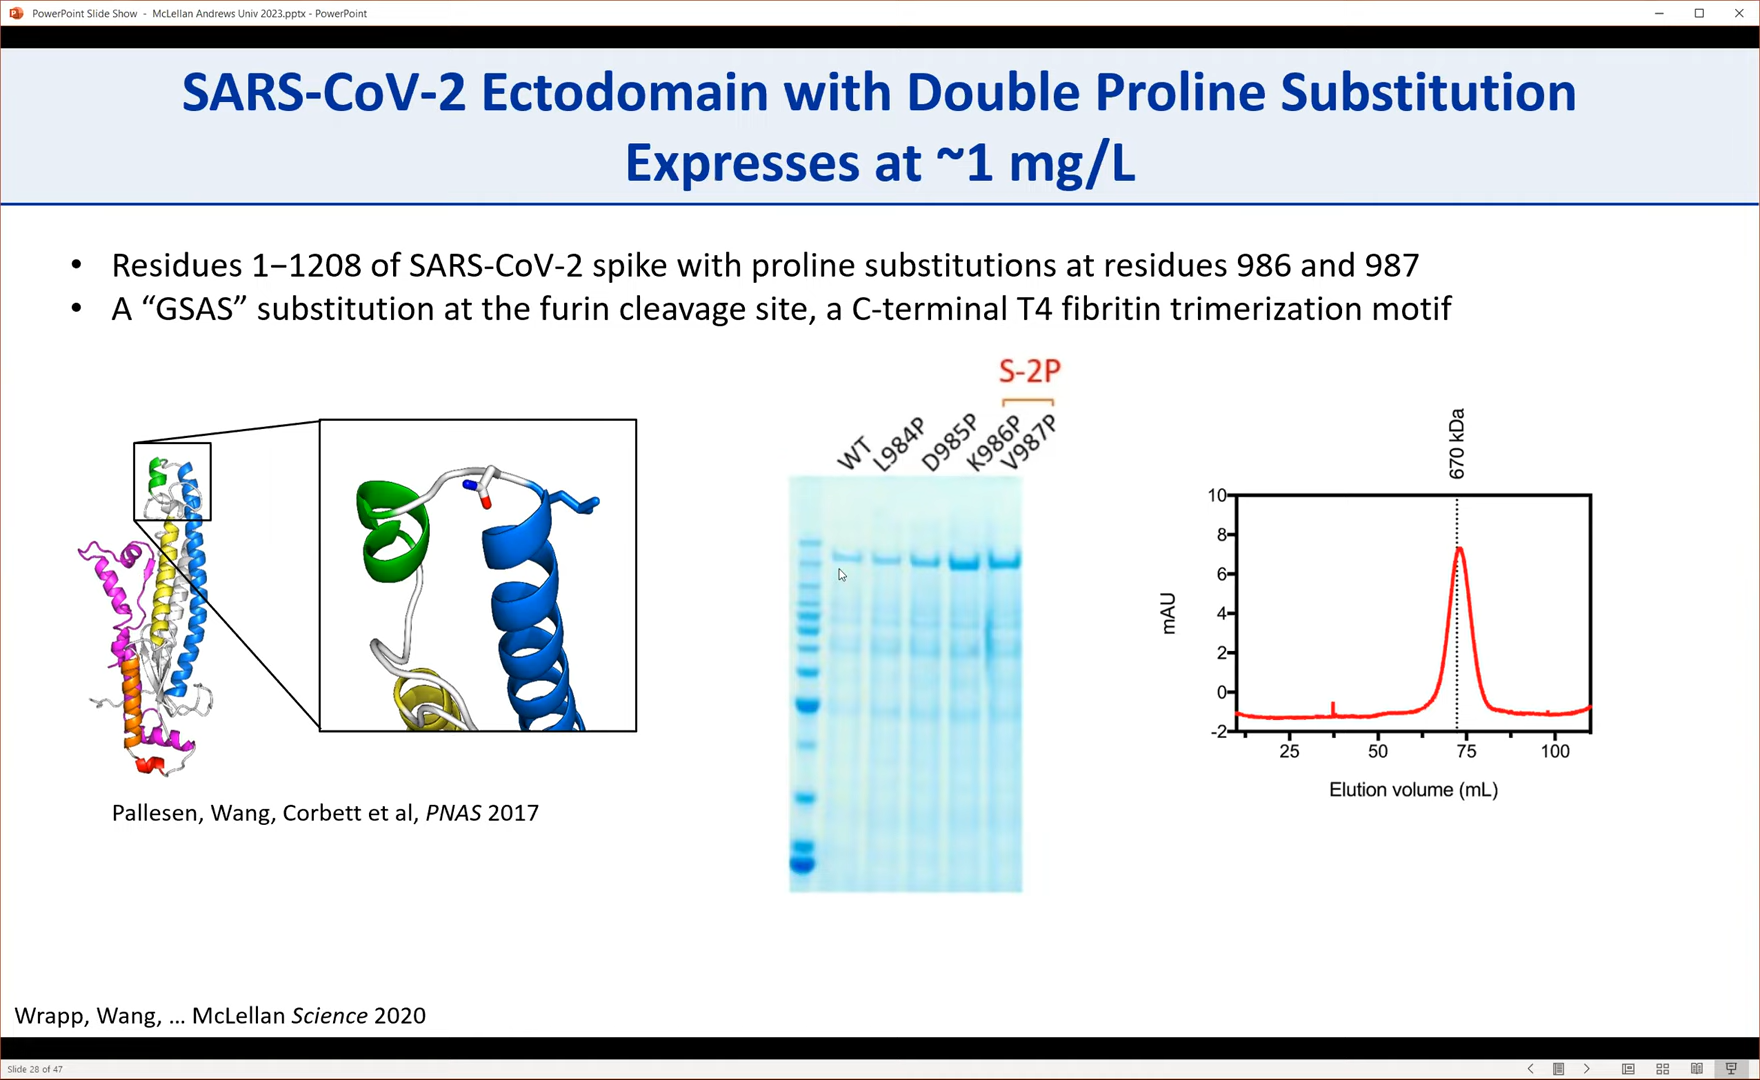 PowerPoint Slide Show - McLellan Andrews Univ 2023.pptx - PowerPoint
SARS-CoV-2 Ectodomain with Double Proline Substitution
Expresses at ~1 mg/L
• Residues 1–1208 of SARS-CoV-2 spike with proline substitutions at residues 986 and 987
• A “GSAS” substitution at the furin cleavage site, a C-terminal T4 fibritin trimerization motif
S-2P
WT
L984P
D985P
K986P
V987P
670 kDa
10
8
6
4
2
0
-2
mAU
25
50
75
100
Elution volume (mL)
Pallesen, Wang, Corbett et al, PNAS 2017
Wrapp, Wang, ... McLellan Science 2020
Slide 28 of 47